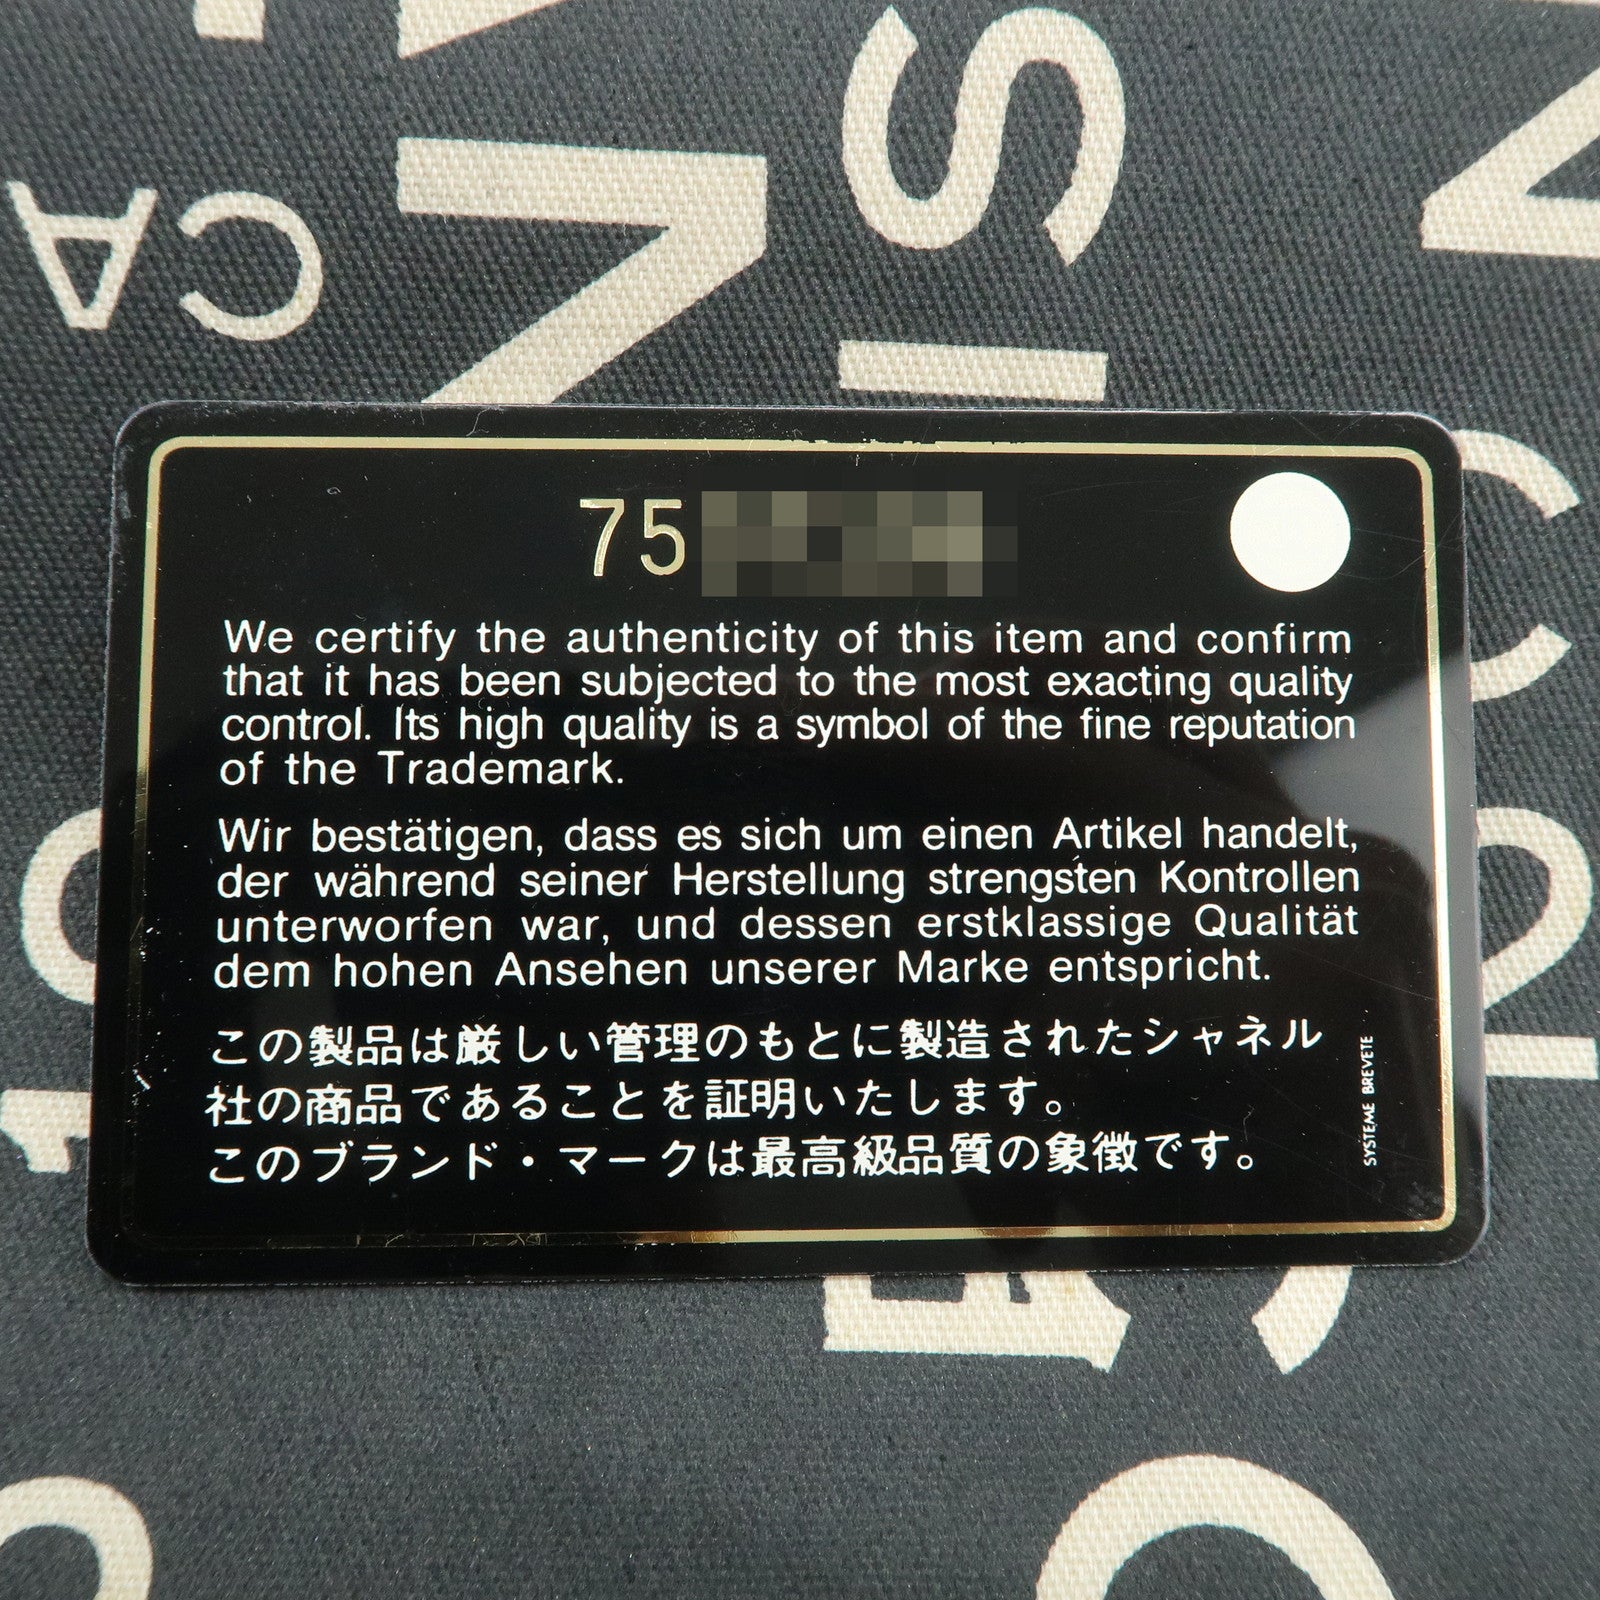 CA
SI
75
We certify the authenticity of this item and confirm
that it has been subjected to the most exacting quality
control. Its high quality is a symbol of the fine reputation
of the Trademark.
Wir bestätigen, dass es sich um einen Artikel handelt,
der während seiner Herstellung strengsten Kontrollen
unterworfen war, und dessen erstklassige Qualität
dem hohen Ansehen unserer Marke entspricht.
この製品は厳しい管理のもとに製造されたシャネル
社の商品であることを証明いたします。
このブランド・マークは最高級品質の象徴です。
SYSTEME BREVETE